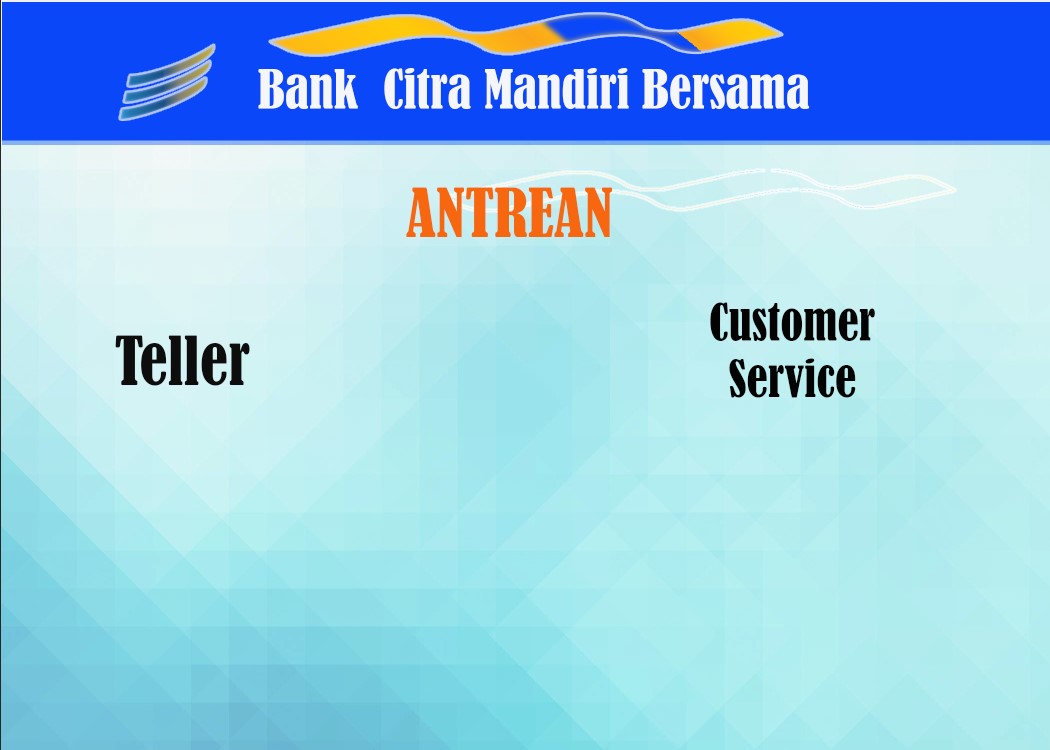 Bank Citra Mandiri Bersama
ANTREAN
Teller
Customer
Service